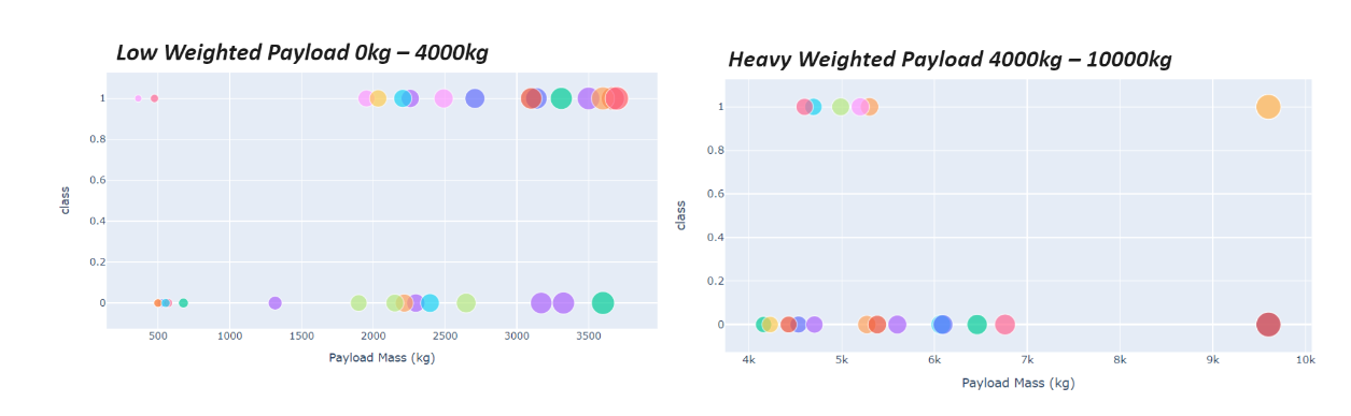 Low Weighted Payload 0kg – 4000kg
1
0.8
0.6
0.4
0.2
0
class
500 1000 1500 2000 2500 3000 3500
Payload Mass (kg)
Heavy Weighted Payload 4000kg – 10000kg
1
0.8
0.6
0.4
0.2
0
class
4k 5k 6k 7k 8k 9k 10k
Payload Mass (kg)